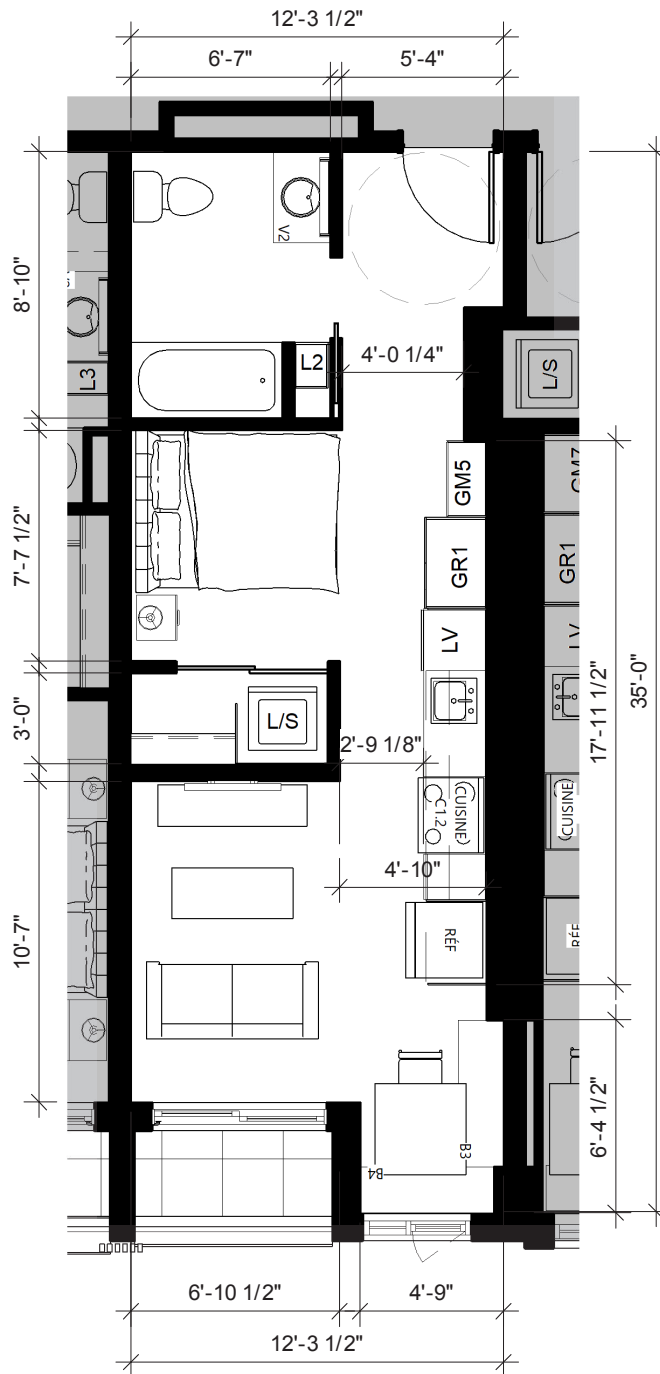 12'-3 1/2"
6'-7"
5'-4"
V2
8'-10"
L3
L2
4'-0 1/4"
L/S
GM5
GM7
7'-7 1/2"
GR1
GR1
LV
LV
35'-0"
17'-11 1/2"
3'-0"
L/S
2'-9 1/8"
(CUISINE)
C1.2
(CUISINE)
4'-10"
RÉF
RÉF
10'-7"
6'-4 1/2"
B3
B4
6'-10 1/2"
4'-9"
12'-3 1/2"